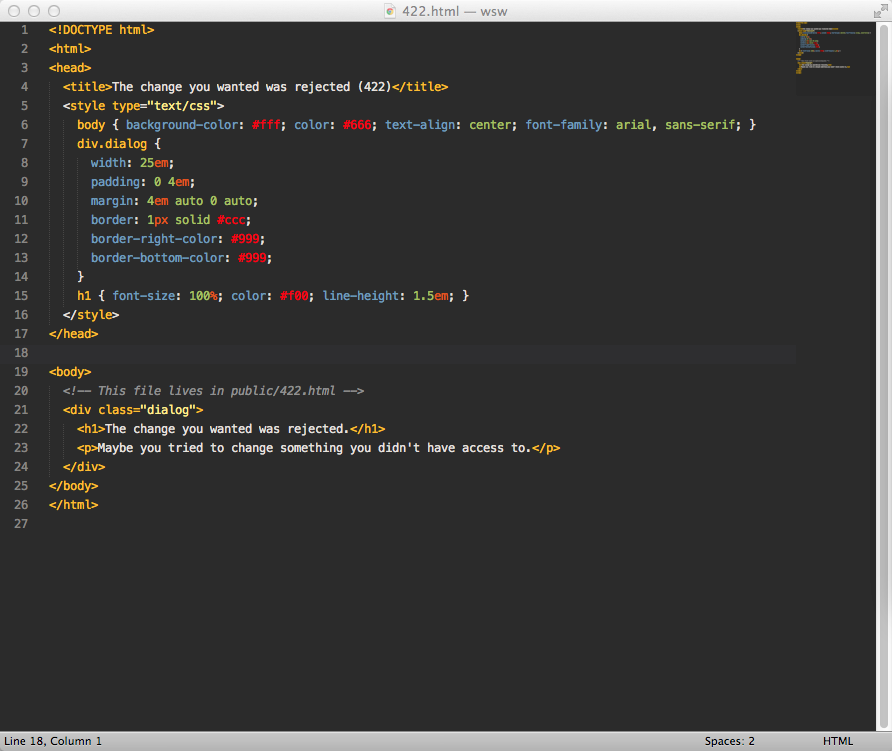 422.html — wsw
1 <!DOCTYPE html>
2 <html>
3 <head>
4   <title>The change you wanted was rejected (422)</title>
5   <style type="text/css">
6     body { background-color: #fff; color: #666; text-align: center; font-family: arial, sans-serif; }
7     div.dialog {
8       width: 25em;
9       padding: 0 4em;
10       margin: 4em auto 0 auto;
11       border: 1px solid #ccc;
12       border-right-color: #999;
13       border-bottom-color: #999;
14     }
15     h1 { font-size: 100%; color: #f00; line-height: 1.5em; }
16   </style>
17 </head>
18
19 <body>
20   <!-- This file lives in public/422.html -->
21   <div class="dialog">
22     <h1>The change you wanted was rejected.</h1>
23     <p>Maybe you tried to change something you didn't have access to.</p>
24   </div>
25 </body>
26 </html>
27
Line 18, Column 1 Spaces: 2 HTML